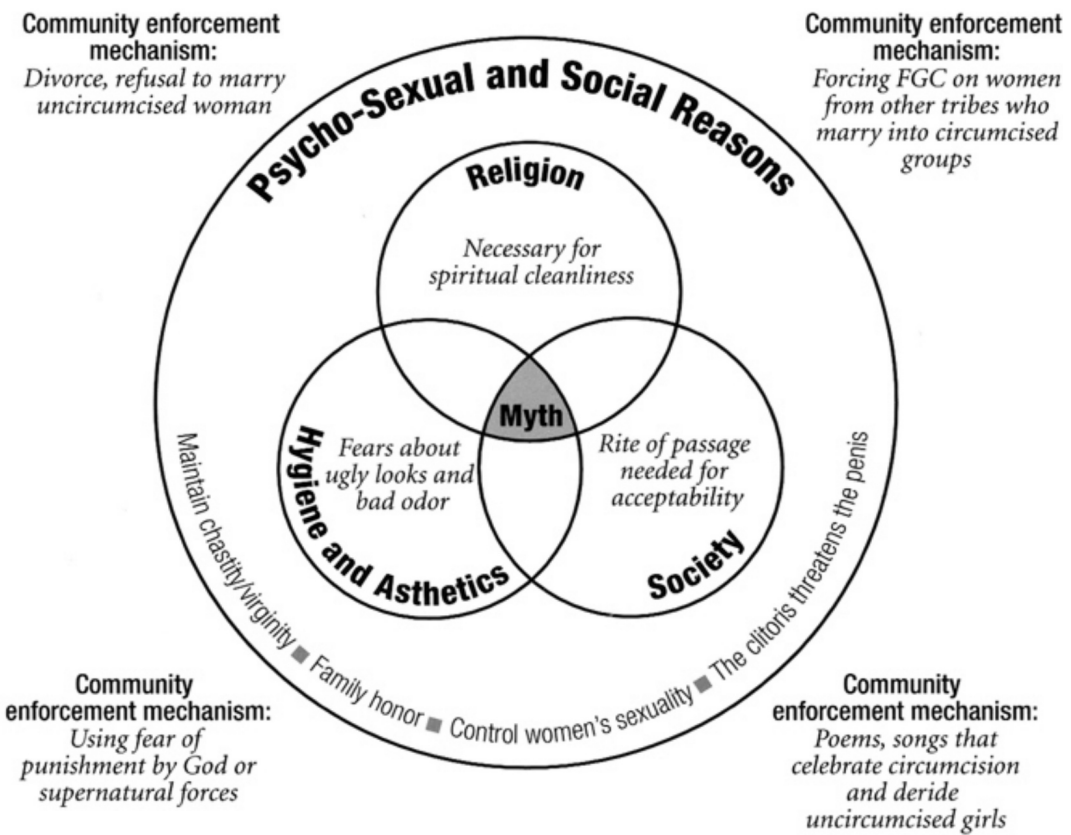 Community enforcement
mechanism:
Divorce, refusal to marry
uncircumcised woman
Community enforcement
mechanism:
Forcing FGC on women
from other tribes who
marry into circumcised
groups
Psycho-Sexual and Social Reasons
Religion
Necessary for
spiritual cleanliness
Myth
Hygiene and Asthetics
Fears about
ugly looks and
bad odor
Rite of passage
needed for
acceptability
Society
Maintain chastity/virginity ■ Family honor ■ Control women's sexuality ■ The clitoris threatens the penis
Community
enforcement mechanism:
Using fear of
punishment by God or
supernatural forces
Community
enforcement mechanism:
Poems, songs that
celebrate circumcision
and deride
uncircumcised girls